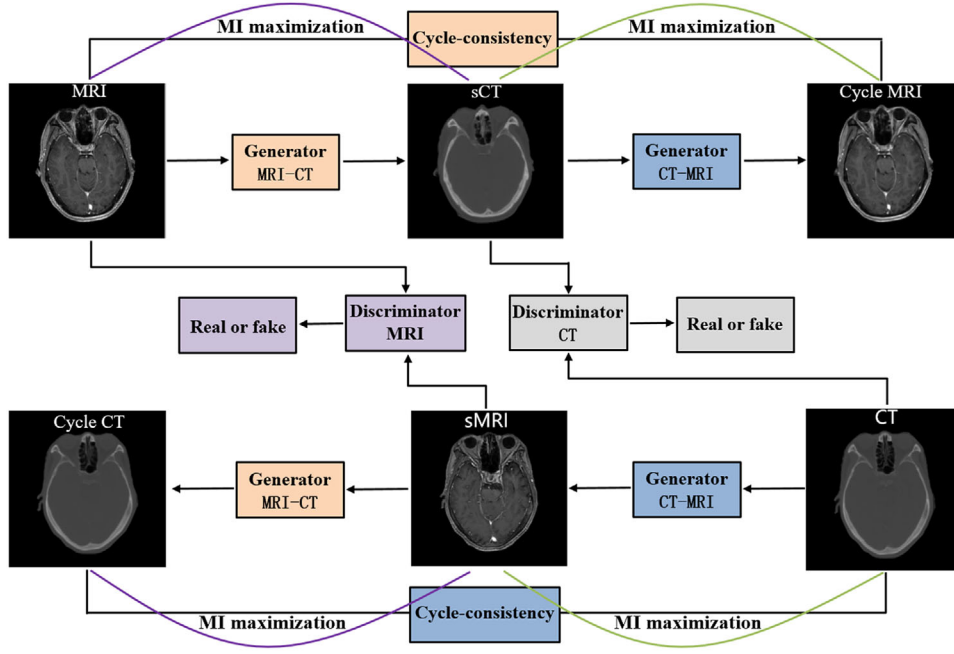 MI maximization
Cycle-consistency
MI maximization
MRI
sCT
Cycle MRI
Generator
MRI-CT
Generator
CT-MRI
Real or fake
Discriminator
MRI
Discriminator
CT
Real or fake
Cycle CT
sMRI
CT
Generator
MRI-CT
Generator
CT-MRI
MI maximization
Cycle-consistency
MI maximization